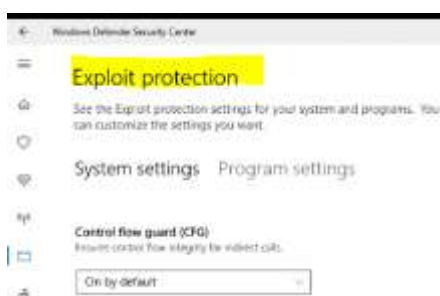 Windows Defender Security Center
Exploit protection
See the Exploit protection settings for your system and programs. You
can customize the settings you want.
System settings Program settings
Control flow guard (CFG)
Ensures control flow integrity for indirect calls.
On by default